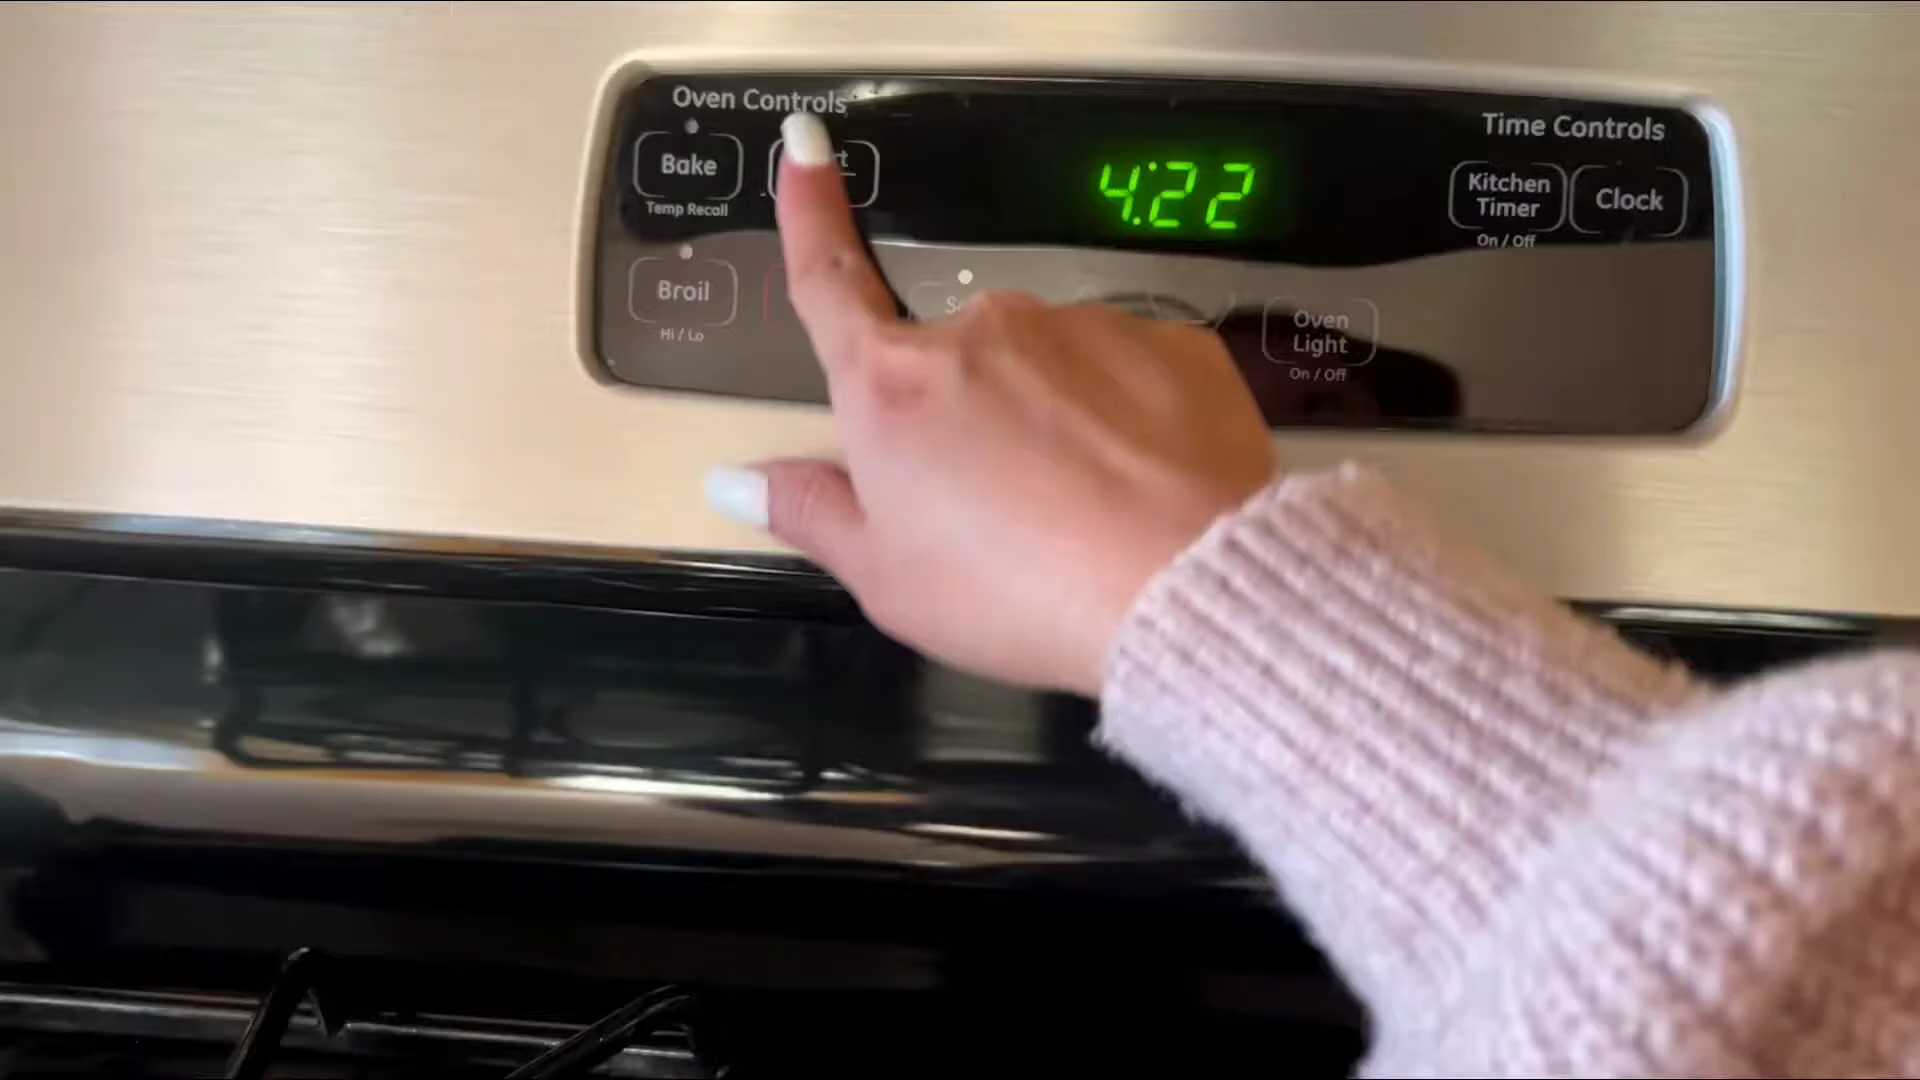 Oven Controls
Time Controls
Bake
4:22
Kitchen
Timer
Clock
Temp Recall
On / Off
Broil
Oven
Light
Hi / Lo
On / Off